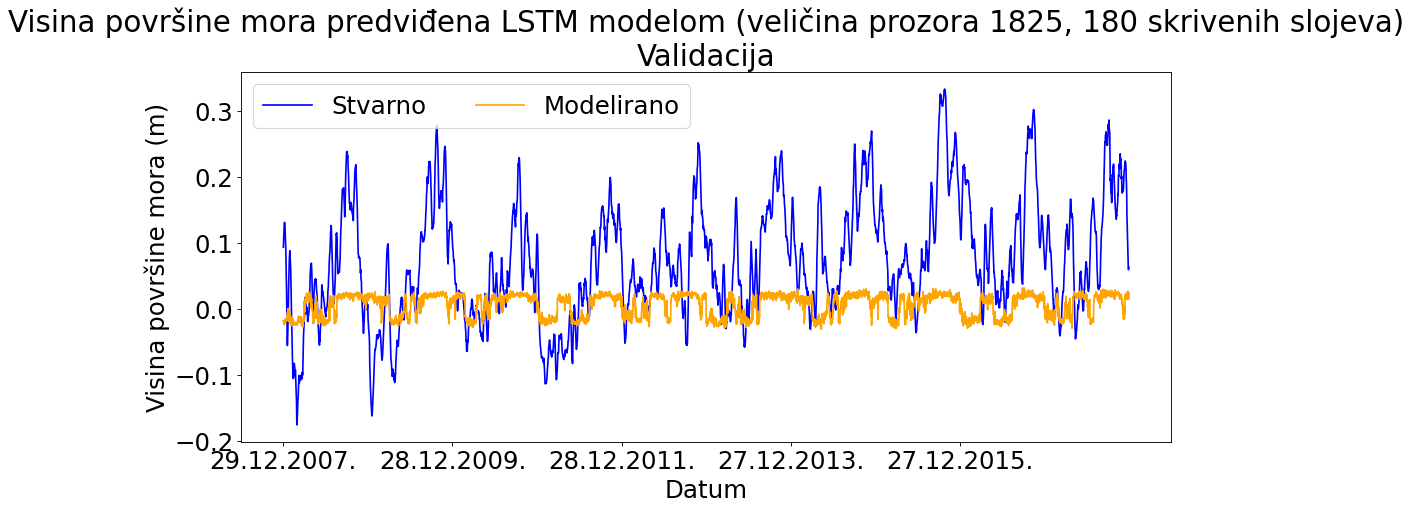 Visina površine mora predviđena LSTM modelom (veličina prozora 1825, 180 skrivenih slojeva)
Validacija
Stvarno Modelirano
Visina površine mora (m)
0.3
0.2
0.1
0.0
−0.1
−0.2
29.12.2007. 28.12.2009. 28.12.2011. 27.12.2013. 27.12.2015.
Datum